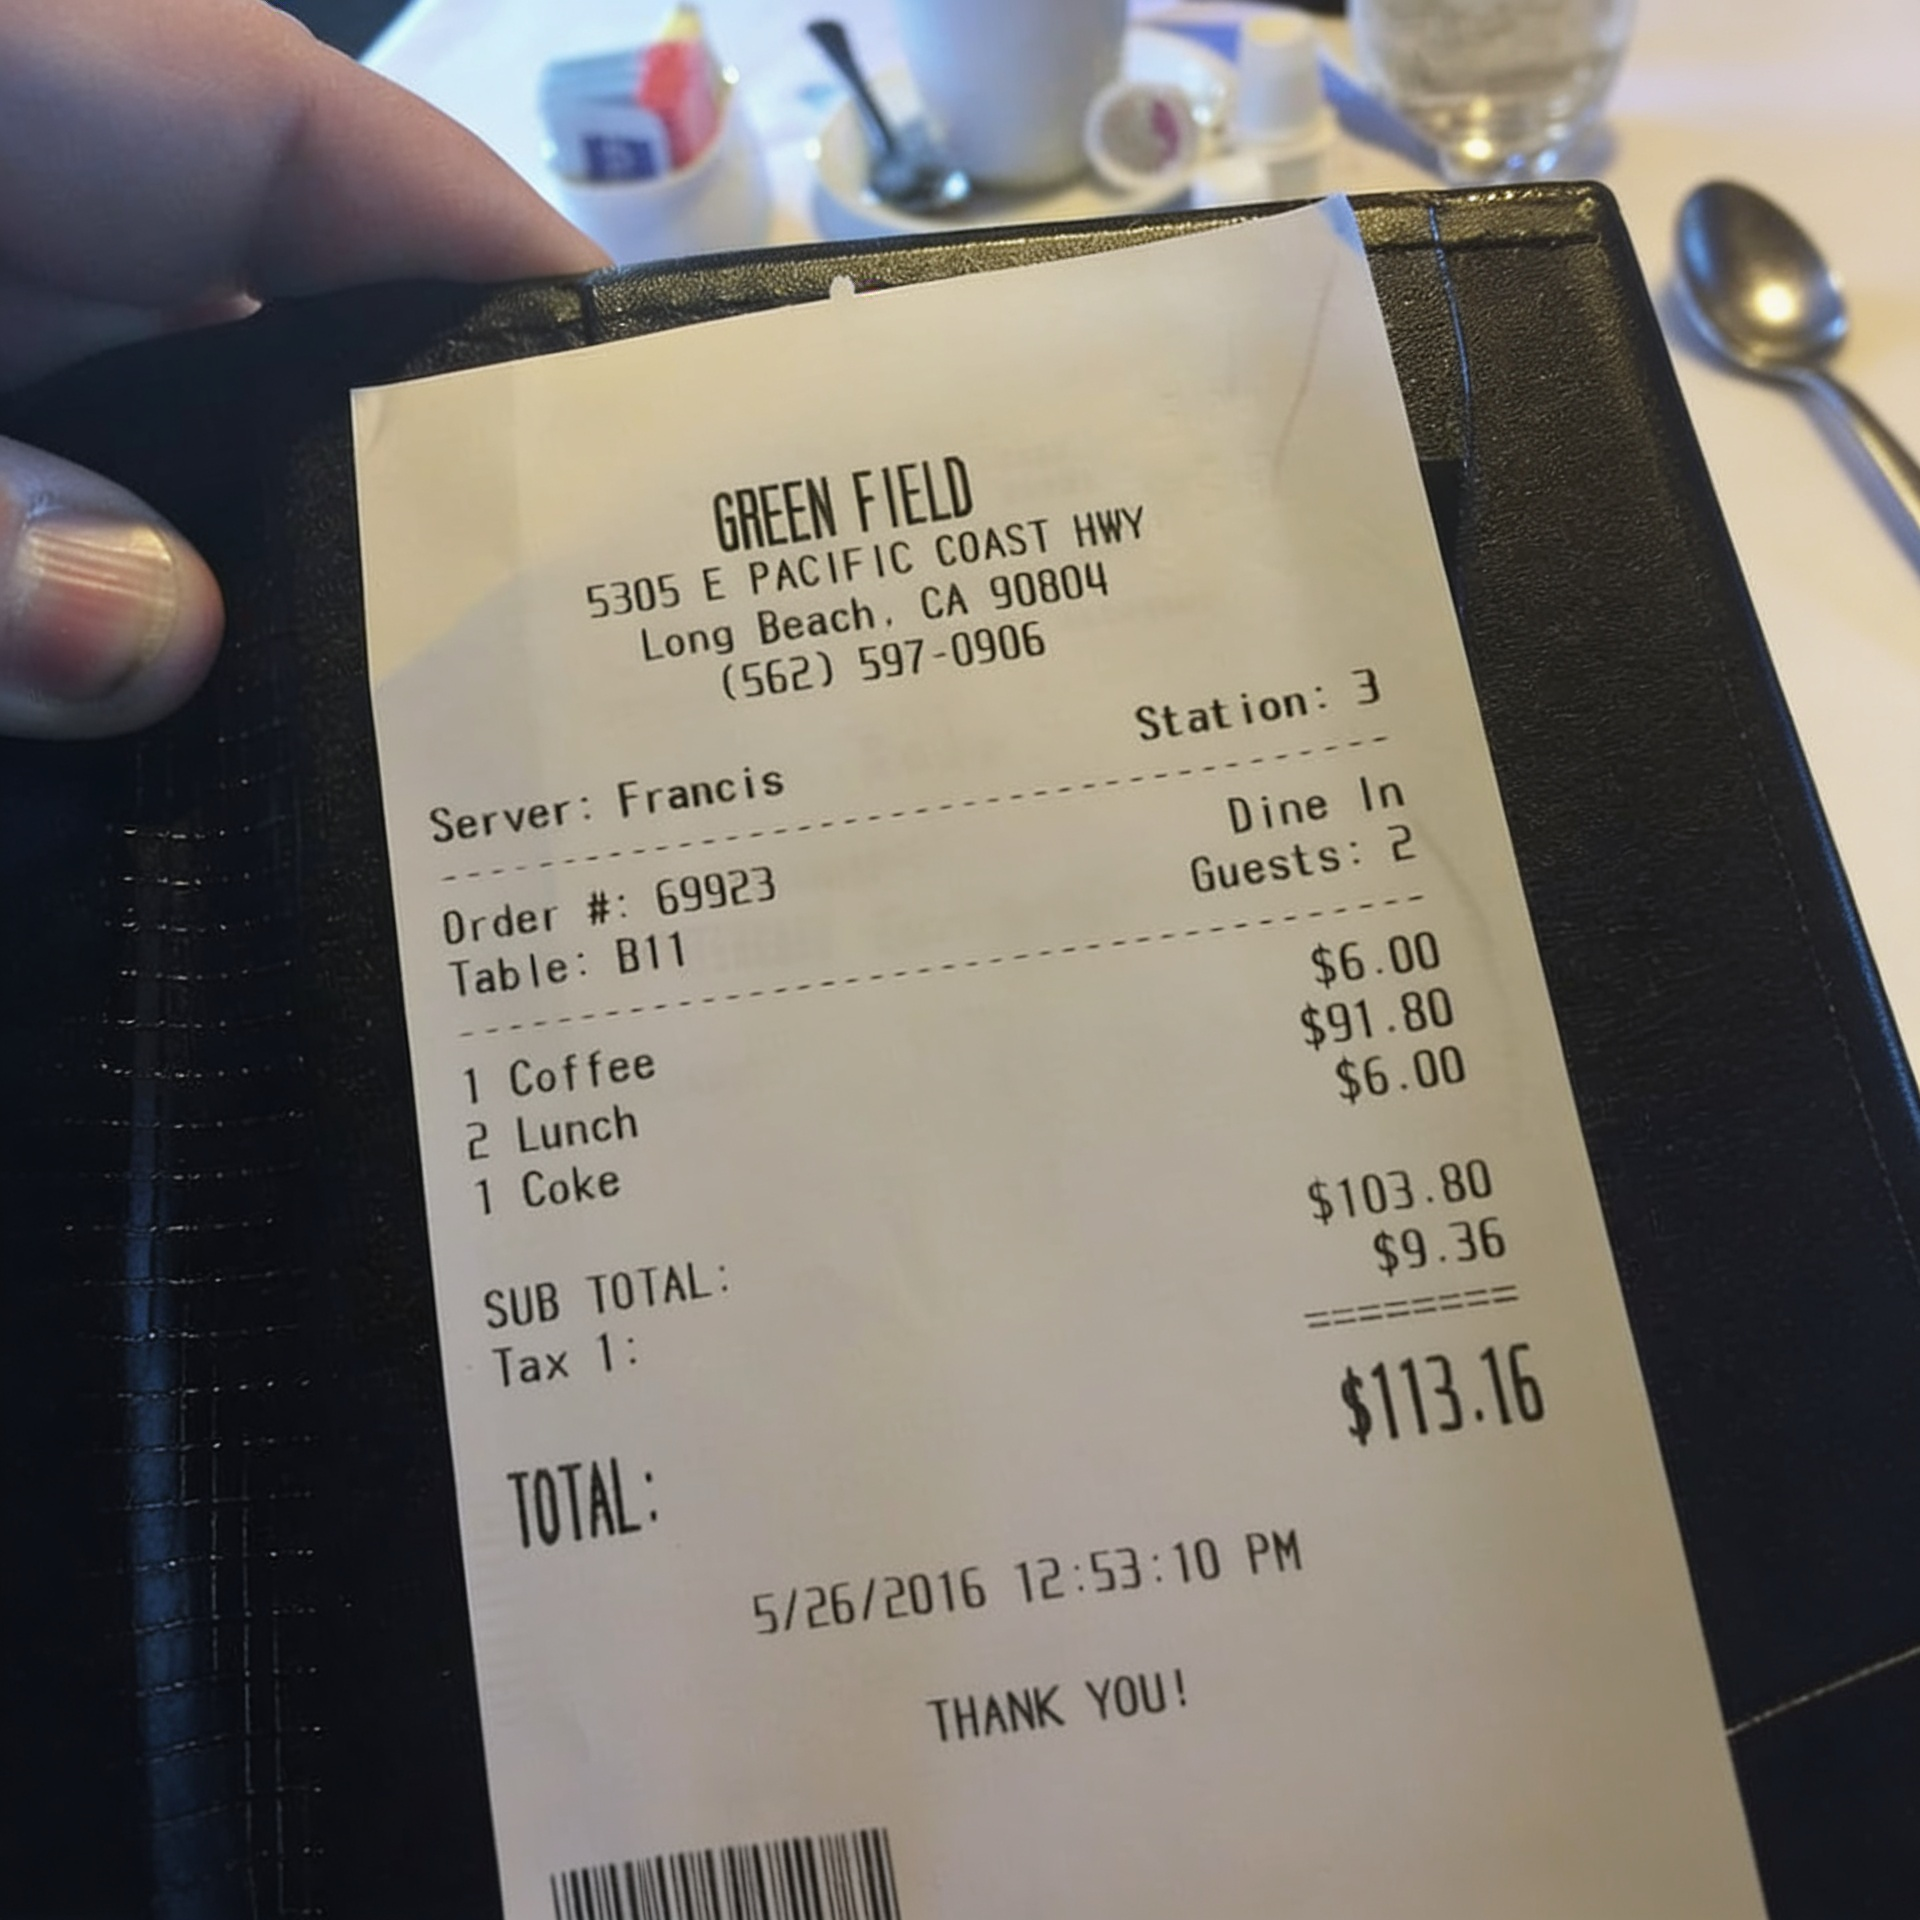 GREEN FIELD
5305 E PACIFIC COAST HWY
Long Beach, CA 90804
(562) 597-0906
Server: Francis Station: 3
Order #: 69923 Dine In
Table: B11 Guests: 2
1 Coffee $6.00
2 Lunch $91.80
1 Coke $6.00
SUB TOTAL: $103.80
Tax 1: $9.36
========
TOTAL: $113.16
5/26/2016 12:53:10 PM
THANK YOU!